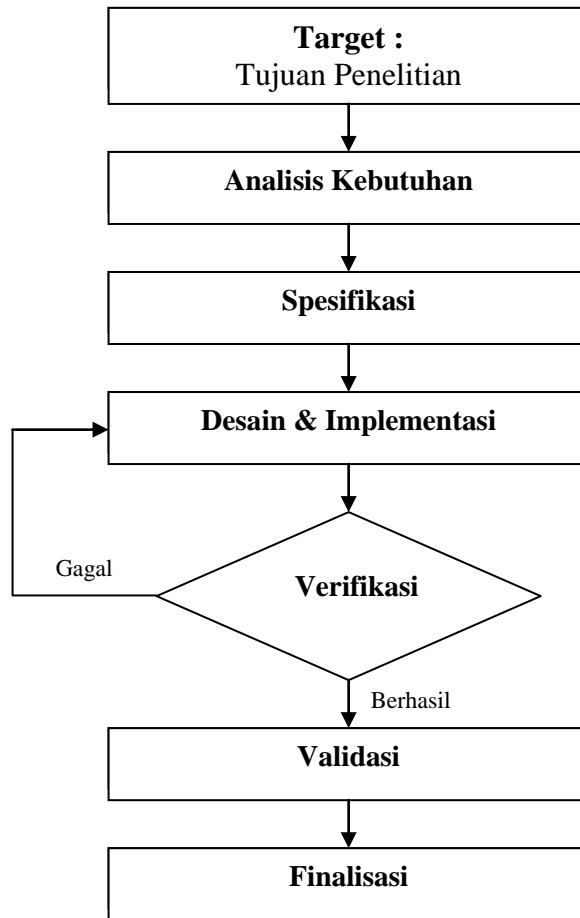 Target :
Tujuan Penelitian
Analisis Kebutuhan
Spesifikasi
Desain & Implementasi
Gagal
Verifikasi
Berhasil
Validasi
Finalisasi